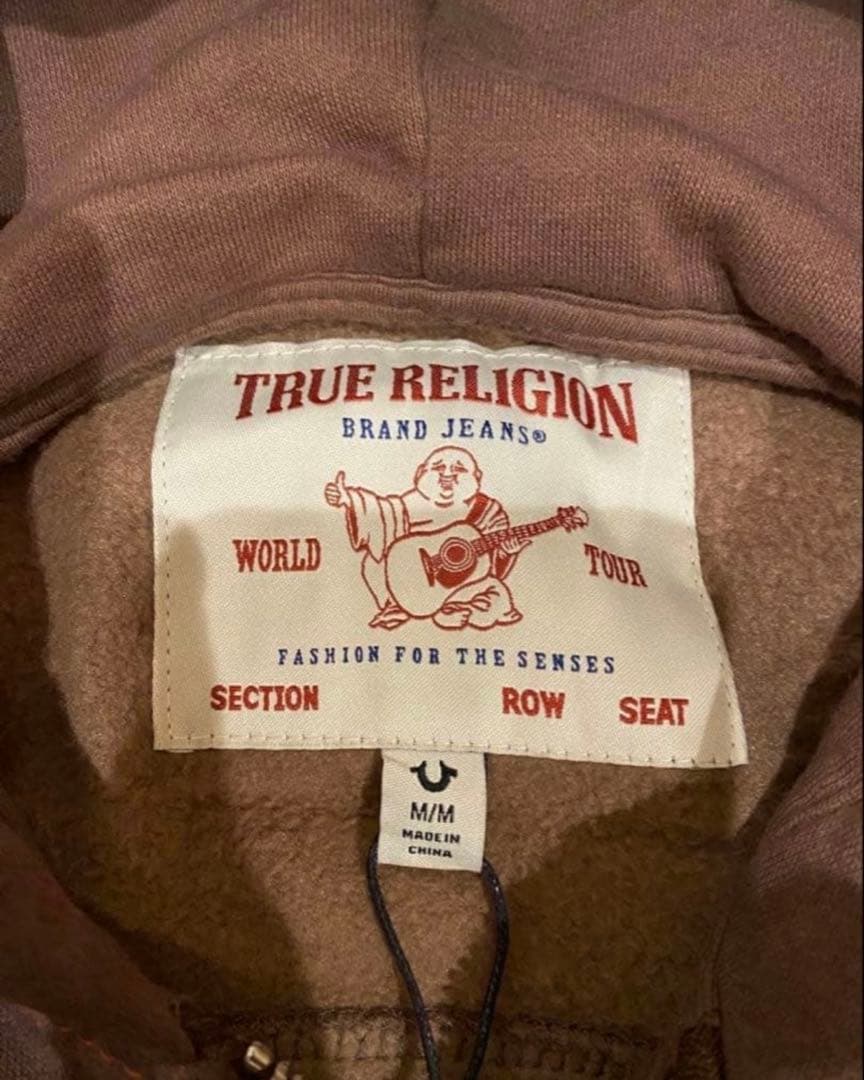 TRUE RELIGION
BRAND JEANS®
WORLD TOUR
FASHION FOR THE SENSES
SECTION ROW SEAT
M/M
MADE IN
CHINA